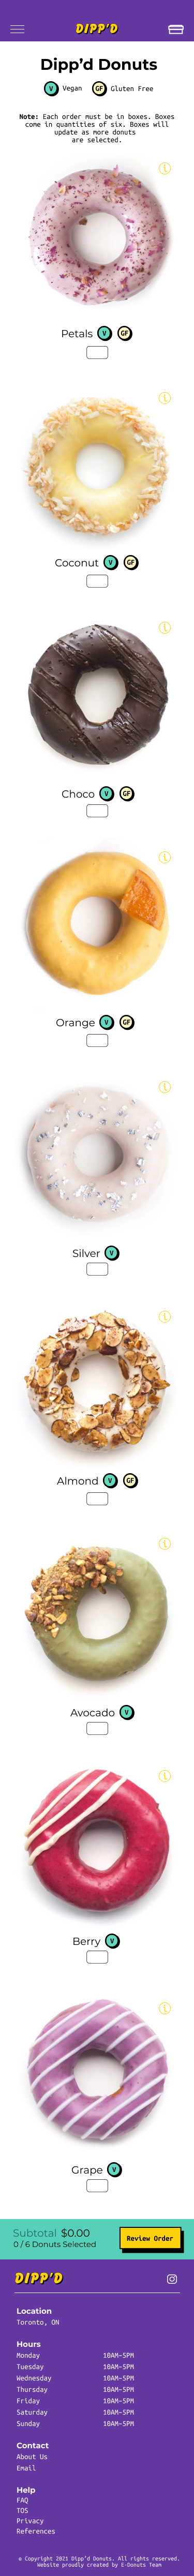 DIPP'D
Dipp'd Donuts
V Vegan GF Gluten Free
Note: Each order must be in boxes. Boxes
come in quantities of six. Boxes will
update as more donuts
are selected.
i
Petals V GF
i
Coconut V GF
i
Choco V GF
i
Orange V GF
i
Silver V
i
Almond V GF
i
Avocado V
i
Berry V
i
Grape V
Subtotal $0.00
0 / 6 Donuts Selected
Review Order
DIPP'D
Location
Toronto, ON
Hours
Monday 10AM-5PM
Tuesday 10AM-5PM
Wednesday 10AM-5PM
Thursday 10AM-5PM
Friday 10AM-5PM
Saturday 10AM-5PM
Sunday 10AM-5PM
Contact
About Us
Email
Help
FAQ
TOS
Privacy
References
© Copyright 2021 Dipp'd Donuts. All rights reserved.
Website proudly created by E-Donuts Team